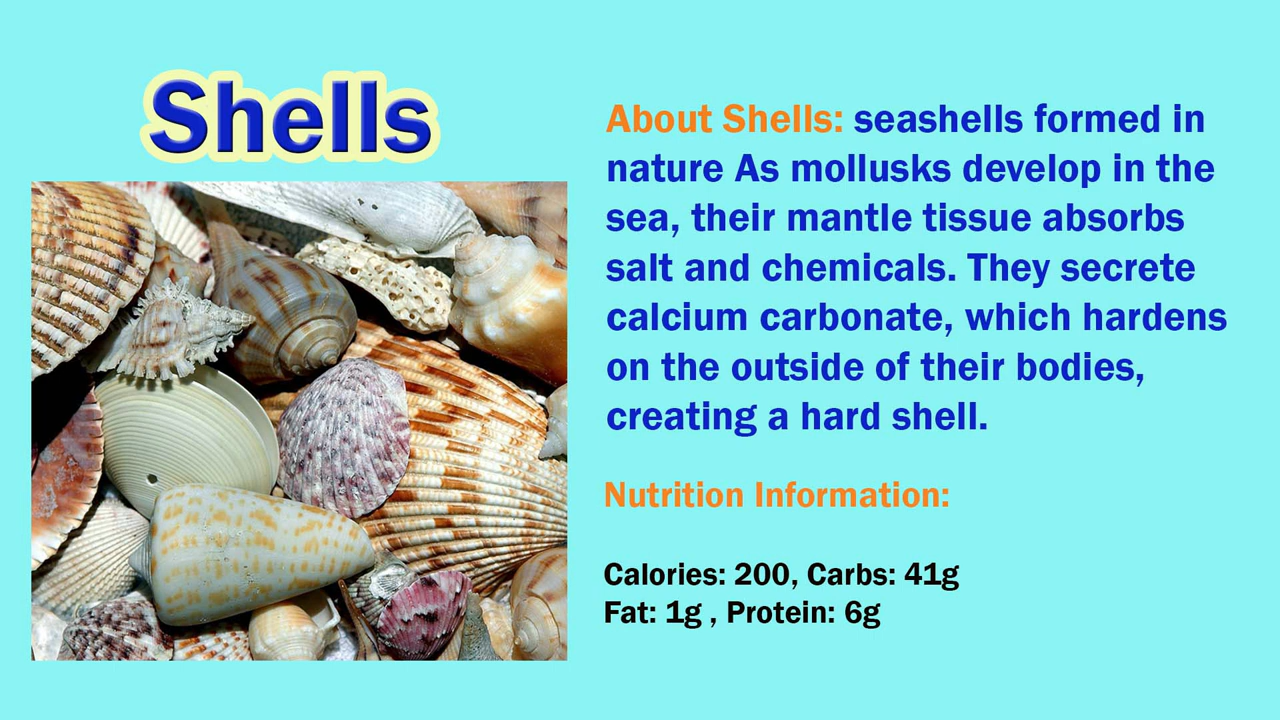 Shells
About Shells: seashells formed in
nature As mollusks develop in the
sea, their mantle tissue absorbs
salt and chemicals. They secrete
calcium carbonate, which hardens
on the outside of their bodies,
creating a hard shell.
Nutrition Information:
Calories: 200, Carbs: 41g
Fat: 1g , Protein: 6g